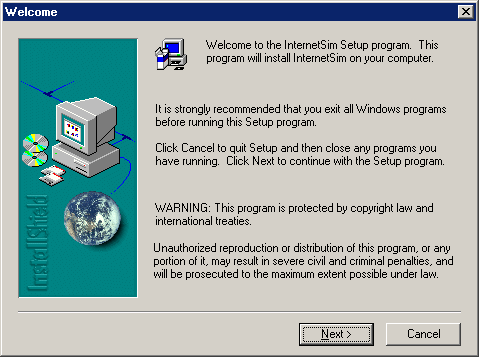 Welcome
Welcome to the InternetSim Setup program. This
program will install InternetSim on your computer.
It is strongly recommended that you exit all Windows programs
before running this Setup program.
Click Cancel to quit Setup and then close any programs you
have running. Click Next to continue with the Setup program.
WARNING: This program is protected by copyright law and
international treaties.
Unauthorized reproduction or distribution of this program, or any
portion of it, may result in severe civil and criminal penalties, and
will be prosecuted to the maximum extent possible under law.
InstallShield
Next >
Cancel